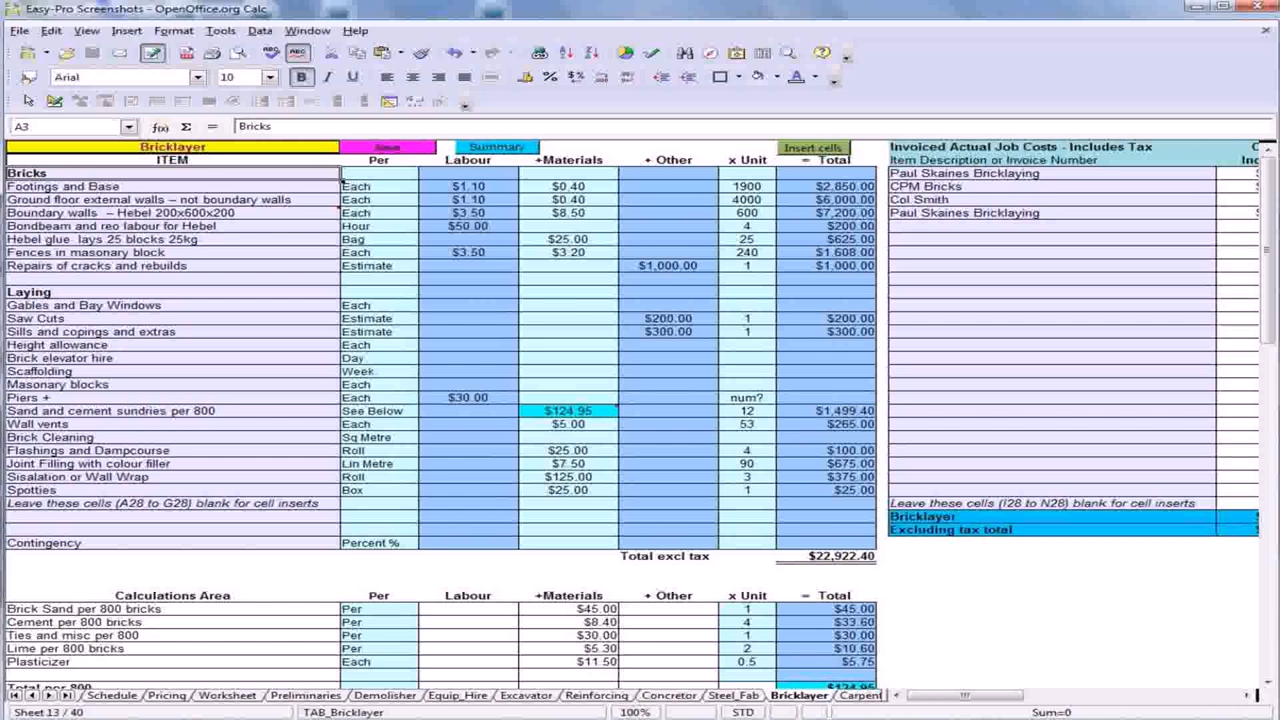 Easy-Pro Screenshots - OpenOffice.org Calc
File Edit View Insert Format Tools Data Window Help
Arial 10
A3 Bricks
Bricklayer Summary Insert cells Invoiced Actual Job Costs - Includes Tax
ITEM Per Labour +Materials + Other x Unit = Total Item Description or Invoice Number
Bricks Paul Skaines Bricklaying
Footings and Base Each $1.10 $0.40 1900 $2,850.00 CPM Bricks
Ground floor external walls – not boundary walls Each $1.10 $0.40 4000 $6,000.00 Col Smith
Boundary walls – Hebel 200x600x200 Each $3.50 $8.50 600 $7,200.00 Paul Skaines Bricklaying
Bondbeam and reo labour for Hebel Hour $50.00 4 $200.00
Hebel glue lays 25 blocks 25kg Bag $25.00 25 $625.00
Fences in masonary block Each $3.50 $3.20 240 $1,608.00
Repairs of cracks and rebuilds Estimate $1,000.00 1 $1,000.00
Laying
Gables and Bay Windows Each
Saw Cuts Estimate $200.00 1 $200.00
Sills and copings and extras Estimate $300.00 1 $300.00
Height allowance Each
Brick elevator hire Day
Scaffolding Week
Masonary blocks Each
Piers + Each $30.00 num?
Sand and cement sundries per 800 See Below $124.95 12 $1,499.40
Wall vents Each $5.00 53 $265.00
Brick Cleaning Sq Metre
Flashings and Dampcourse Roll $25.00 4 $100.00
Joint Filling with colour filler Lin Metre $7.50 90 $675.00
Sisalation or Wall Wrap Roll $125.00 3 $375.00
Spotties Box $25.00 1 $25.00
Leave these cells (A28 to G28) blank for cell inserts Leave these cells (I28 to N28) blank for cell inserts
Bricklayer
Excluding tax total
Contingency Percent %
Total excl tax $22,922.40
Calculations Area Per Labour +Materials + Other x Unit = Total
Brick Sand per 800 bricks Per $45.00 1 $45.00
Cement per 800 bricks Per $8.40 4 $33.60
Ties and misc per 800 Per $30.00 1 $30.00
Lime per 800 bricks Per $5.30 2 $10.60
Plasticizer Each $11.50 0.5 $5.75
Total per 800 $124.95
Schedule Pricing Worksheet Preliminaries Demolisher Equip_Hire Excavator Reinforcing Concretor Steel_Fab Bricklayer Carpent
Sheet 13 / 40 TAB_Bricklayer 100% STD Sum=0